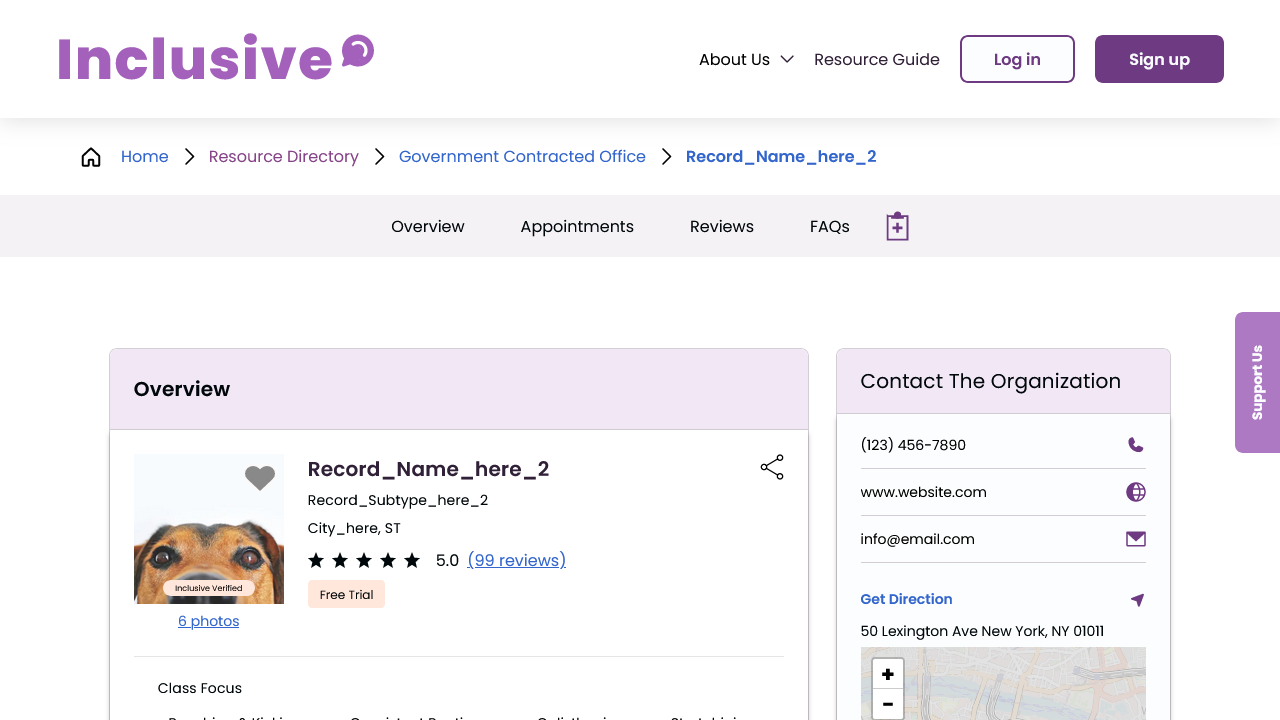 Inclusive
About Us
Resource Guide
Log in
Sign up
Home
Resource Directory
Government Contracted Office
Record_Name_here_2
Overview
Appointments
Reviews
FAQs
Support Us
Overview
Record_Name_here_2
Record_Subtype_here_2
City_here, ST
5.0 (99 reviews)
Inclusive Verified
Free Trial
6 photos
Class Focus
Contact The Organization
(123) 456-7890
www.website.com
info@email.com
Get Direction
50 Lexington Ave New York, NY 01011
+
-